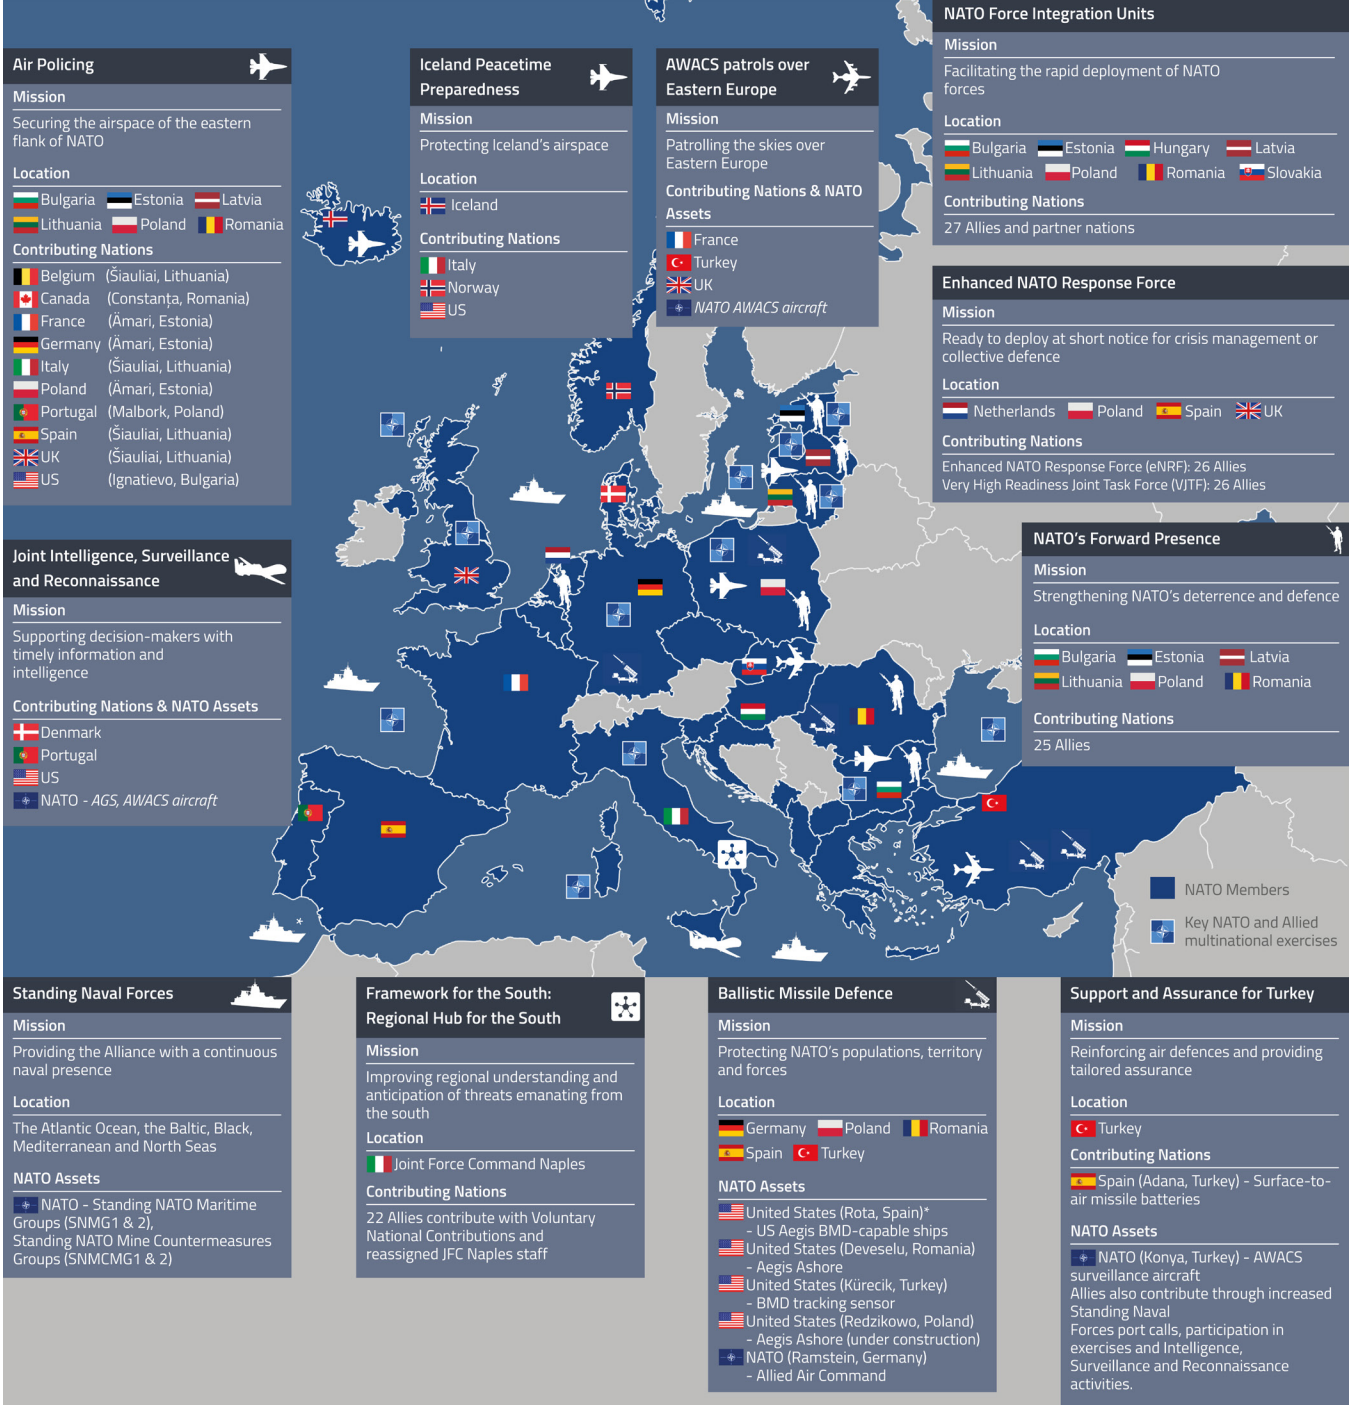 Air Policing
Mission
Securing the airspace of the eastern
flank of NATO
Location
Bulgaria Estonia Latvia
Lithuania Poland Romania
Contributing Nations
Belgium (Šiauliai, Lithuania)
Canada (Constanța, Romania)
France (Ämari, Estonia)
Germany (Ämari, Estonia)
Italy (Šiauliai, Lithuania)
Poland (Ämari, Estonia)
Portugal (Malbork, Poland)
Spain (Šiauliai, Lithuania)
UK (Šiauliai, Lithuania)
US (Ignatievo, Bulgaria)
Iceland Peacetime
Preparedness
Mission
Protecting Iceland's airspace
Location
Iceland
Contributing Nations
Italy
Norway
US
AWACS patrols over
Eastern Europe
Mission
Patrolling the skies over
Eastern Europe
Contributing Nations & NATO
Assets
France
Turkey
UK
NATO AWACS aircraft
NATO Force Integration Units
Mission
Facilitating the rapid deployment of NATO
forces
Location
Bulgaria Estonia Hungary Latvia
Lithuania Poland Romania Slovakia
Contributing Nations
27 Allies and partner nations
Enhanced NATO Response Force
Mission
Ready to deploy at short notice for crisis management or
collective defence
Location
Netherlands Poland Spain UK
Contributing Nations
Enhanced NATO Response Force (eNRF): 26 Allies
Very High Readiness Joint Task Force (VJTF): 26 Allies
NATO's Forward Presence
Mission
Strengthening NATO's deterrence and defence
Location
Bulgaria Estonia Latvia
Lithuania Poland Romania
Contributing Nations
25 Allies
Joint Intelligence, Surveillance
and Reconnaissance
Mission
Supporting decision-makers with
timely information and
intelligence
Contributing Nations & NATO Assets
Denmark
Portugal
US
NATO - AGS, AWACS aircraft
*
NATO Members
Key NATO and Allied
multinational exercises
Standing Naval Forces
Mission
Providing the Alliance with a continuous
naval presence
Location
The Atlantic Ocean, the Baltic, Black,
Mediterranean and North Seas
NATO Assets
NATO - Standing NATO Maritime
Groups (SNMG1 & 2),
Standing NATO Mine Countermeasures
Groups (SNMCMG1 & 2)
Framework for the South:
Regional Hub for the South
Mission
Improving regional understanding and
anticipation of threats emanating from
the south
Location
Joint Force Command Naples
Contributing Nations
22 Allies contribute with Voluntary
National Contributions and
reassigned JFC Naples staff
Ballistic Missile Defence
Mission
Protecting NATO's populations, territory
and forces
Location
Germany Poland Romania
Spain Turkey
NATO Assets
United States (Rota, Spain)*
- US Aegis BMD-capable ships
United States (Deveselu, Romania)
- Aegis Ashore
United States (Kürecik, Turkey)
- BMD tracking sensor
United States (Redzikowo, Poland)
- Aegis Ashore (under construction)
NATO (Ramstein, Germany)
- Allied Air Command
Support and Assurance for Turkey
Mission
Reinforcing air defences and providing
tailored assurance
Location
Turkey
Contributing Nations
Spain (Adana, Turkey) - Surface-to-
air missile batteries
NATO Assets
NATO (Konya, Turkey) - AWACS
surveillance aircraft
Allies also contribute through increased
Standing Naval
Forces port calls, participation in
exercises and Intelligence,
Surveillance and Reconnaissance
activities.